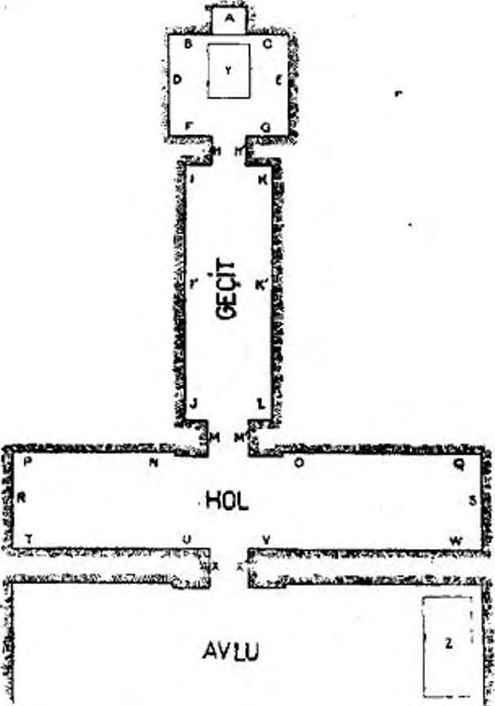 A
B C
Y
D E
F G
H H
I K
GEÇİT
I' K'
J L
M M'
P N O Q
R HOL S
T U V W
X X
AVLU
Z